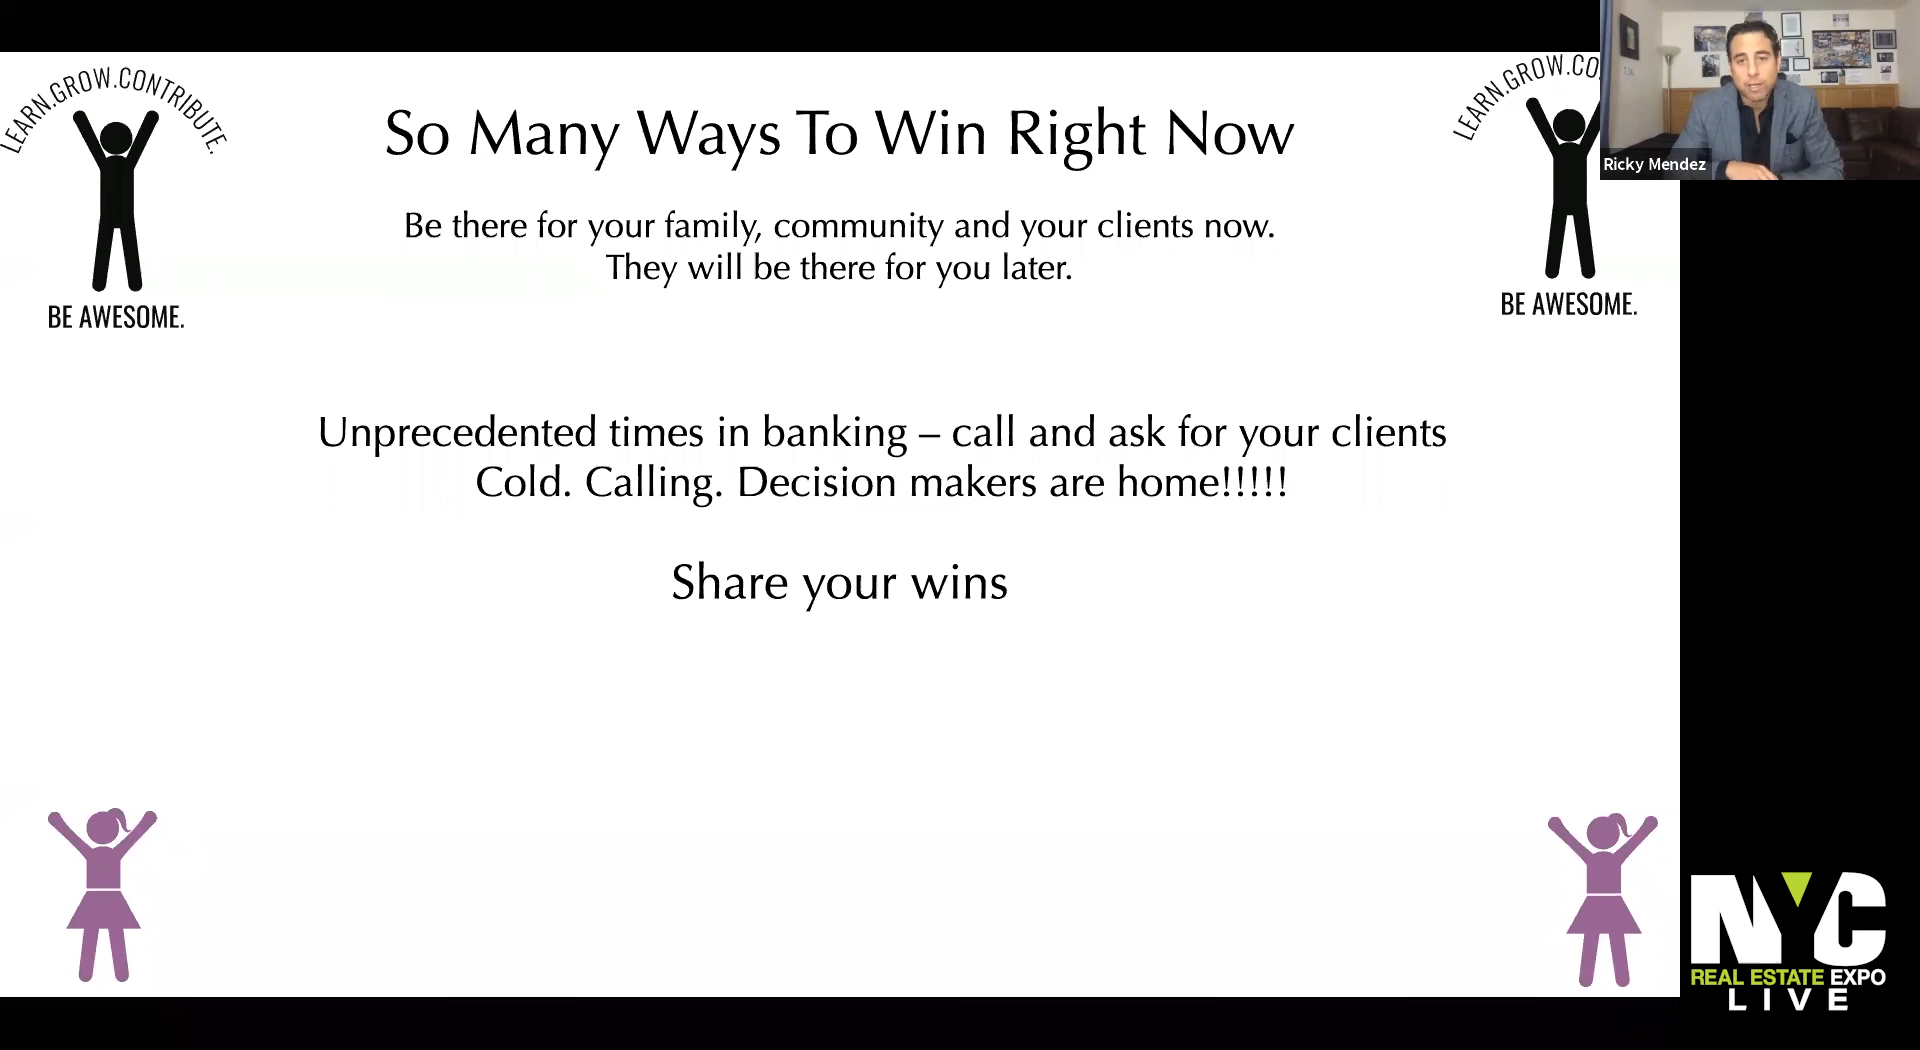 LEARN.GROW.CONTRIBUTE.
BE AWESOME.
So Many Ways To Win Right Now
Be there for your family, community and your clients now.
They will be there for you later.
Unprecedented times in banking – call and ask for your clients
Cold. Calling. Decision makers are home!!!!!
Share your wins
LEARN.GROW.CO
BE AWESOME.
Ricky Mendez
NYC
REAL ESTATE EXPO
LIVE